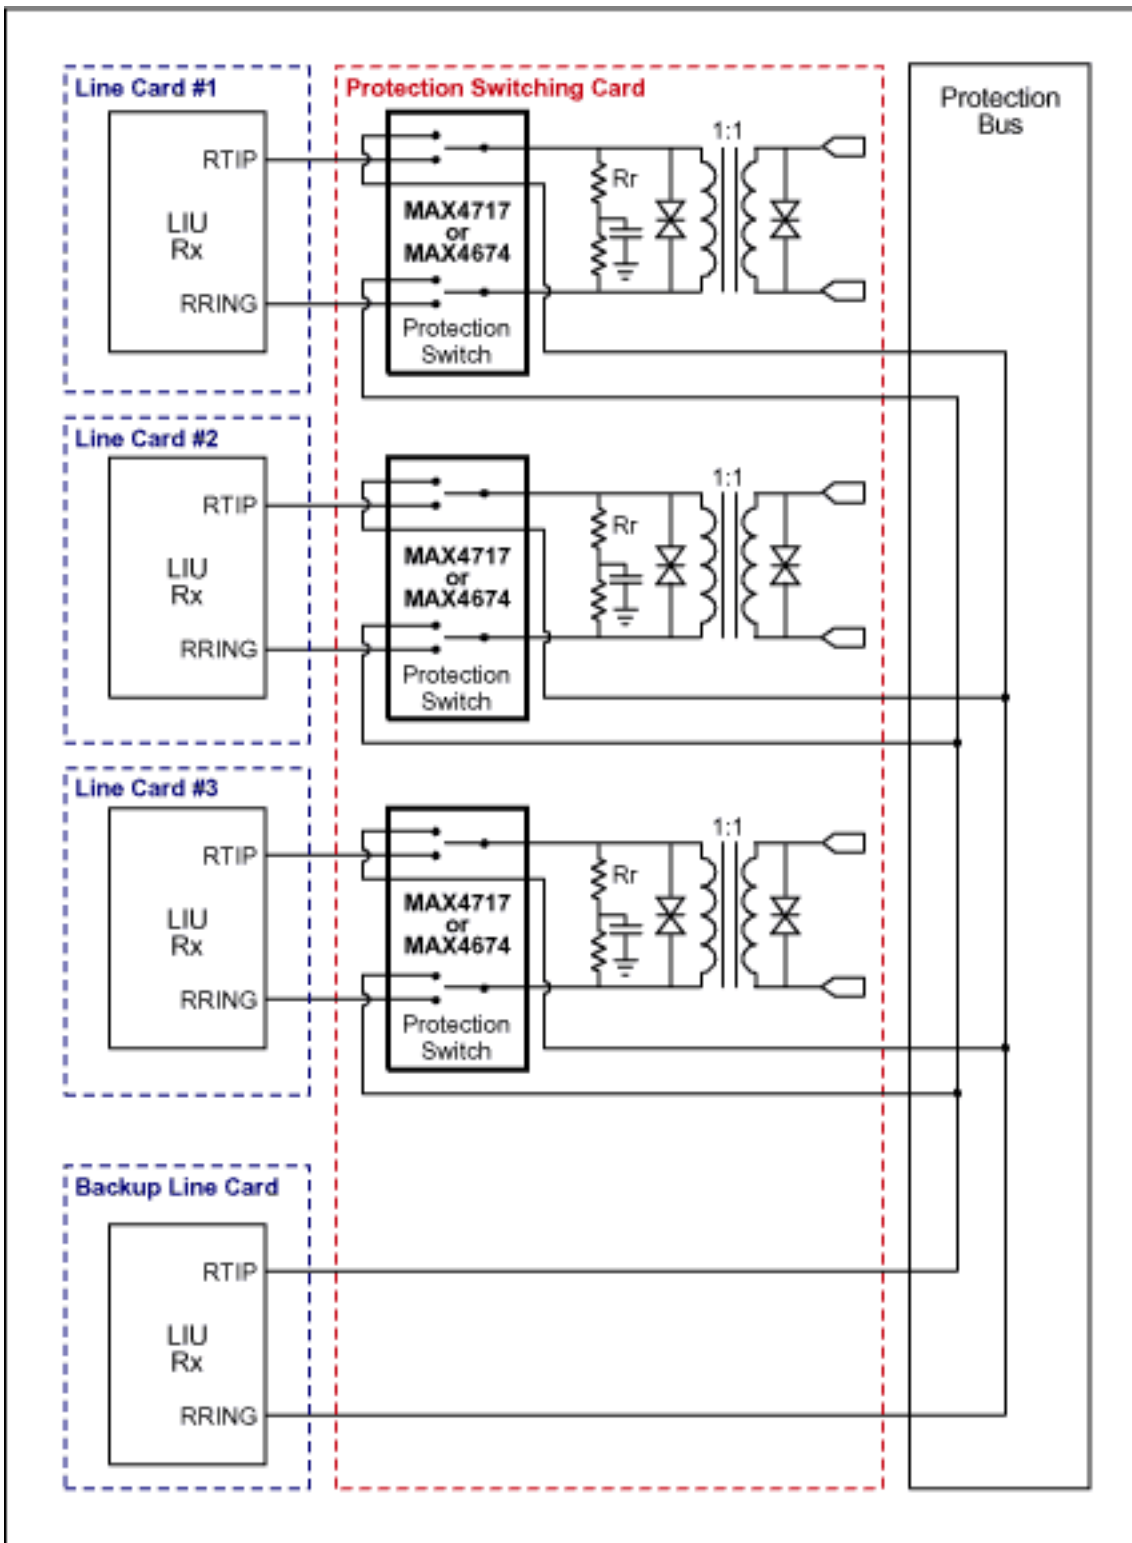 Line Card #1
Protection Switching Card
Protection
Bus
1:1
RTIP
Rr
LIU
Rx
MAX4717
or
MAX4674
RRING
Protection
Switch
Line Card #2
1:1
RTIP
Rr
LIU
Rx
MAX4717
or
MAX4674
RRING
Protection
Switch
Line Card #3
1:1
RTIP
Rr
LIU
Rx
MAX4717
or
MAX4674
RRING
Protection
Switch
Backup Line Card
RTIP
LIU
Rx
RRING